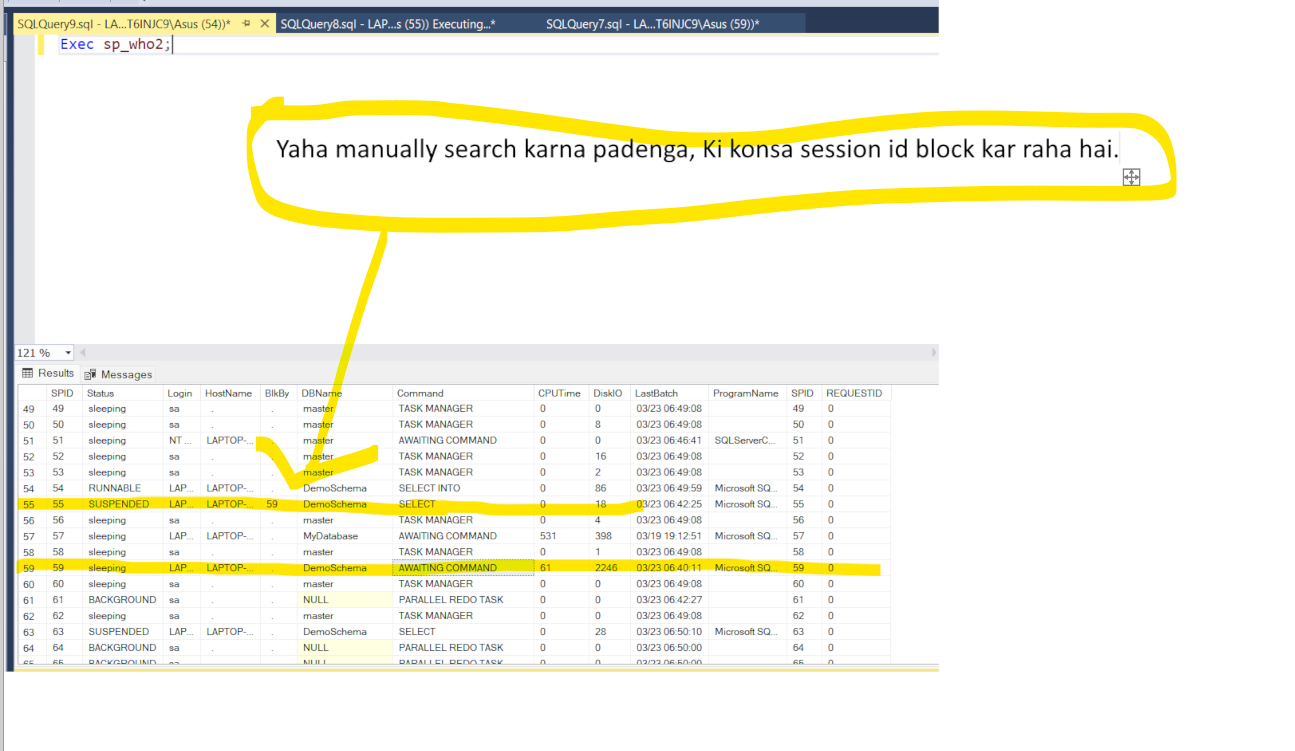 SQLQuery9.sql - LA...T6INJC9\Asus (54))* SQLQuery8.sql - LAP...s (55)) Executing...* SQLQuery7.sql - LA...T6INJC9\Asus (59))*
Exec sp_who2;
Yaha manually search karna padenga, Ki konsa session id block kar raha hai.
121 %
Results Messages
SPID Status Login HostName BlkBy DBName Command CPUTime DiskIO LastBatch ProgramName SPID REQUESTID
49 49 sleeping sa . . master TASK MANAGER 0 0 03/23 06:49:08 49 0
50 50 sleeping sa . . master TASK MANAGER 0 8 03/23 06:49:08 50 0
51 51 sleeping NT ... LAPTOP-... . master AWAITING COMMAND 0 0 03/23 06:46:41 SQLServerC... 51 0
52 52 sleeping sa . . master TASK MANAGER 0 16 03/23 06:49:08 52 0
53 53 sleeping sa . . master TASK MANAGER 0 2 03/23 06:49:08 53 0
54 54 RUNNABLE LAP... LAPTOP-... . DemoSchema SELECT INTO 0 86 03/23 06:49:59 Microsoft SQ... 54 0
55 55 SUSPENDED LAP... LAPTOP-... 59 DemoSchema SELECT 0 18 03/23 06:42:25 Microsoft SQ... 55 0
56 56 sleeping sa . . master TASK MANAGER 0 4 03/23 06:49:08 56 0
57 57 sleeping LAP... LAPTOP-... . MyDatabase AWAITING COMMAND 531 398 03/19 19:12:51 Microsoft SQ... 57 0
58 58 sleeping sa . . master TASK MANAGER 0 1 03/23 06:49:08 58 0
59 59 sleeping LAP... LAPTOP-... . DemoSchema AWAITING COMMAND 61 2246 03/23 06:40:11 Microsoft SQ... 59 0
60 60 sleeping sa . . master TASK MANAGER 0 0 03/23 06:49:08 60 0
61 61 BACKGROUND sa . . NULL PARALLEL REDO TASK 0 0 03/23 06:42:27 61 0
62 62 sleeping sa . . master TASK MANAGER 0 0 03/23 06:49:08 62 0
63 63 SUSPENDED LAP... LAPTOP-... . DemoSchema SELECT 0 28 03/23 06:50:10 Microsoft SQ... 63 0
64 64 BACKGROUND sa . . NULL PARALLEL REDO TASK 0 0 03/23 06:50:00 64 0
65 65 BACKGROUND sa NULL PARALLEL REDO TASK 0 0 03/23 06:50:00 65 0